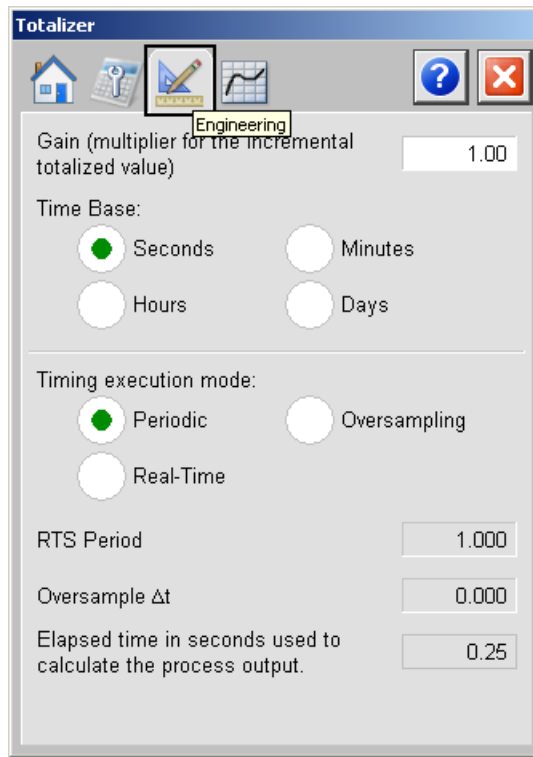 Totalizer
?
Engineering
Gain (multiplier for the incremental
totalized value)
1.00
Time Base:
Seconds
Minutes
Hours
Days
Timing execution mode:
Periodic
Oversampling
Real-Time
RTS Period
1.000
Oversample Δt
0.000
Elapsed time in seconds used to
calculate the process output.
0.25